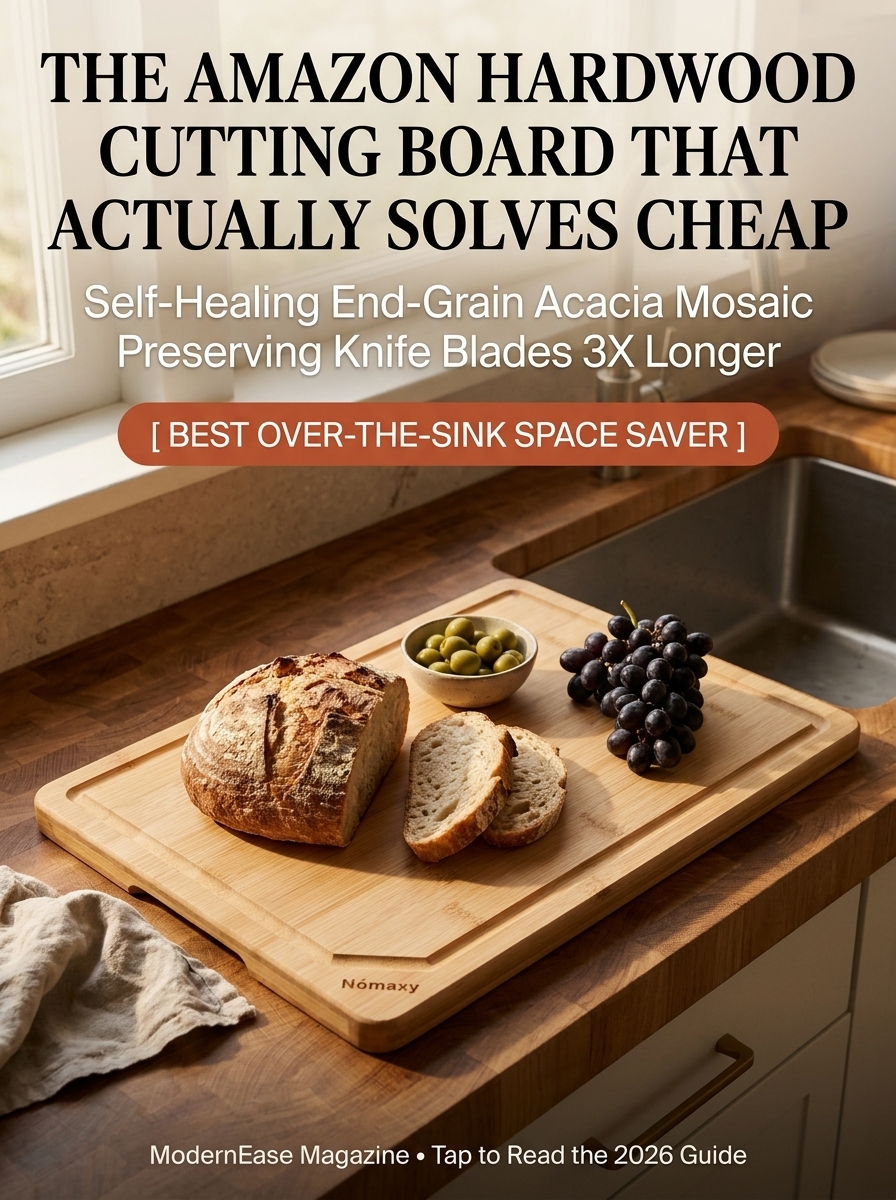 THE AMAZON HARDWOOD
CUTTING BOARD THAT
ACTUALLY SOLVES CHEAP
Self-Healing End-Grain Acacia Mosaic
Preserving Knife Blades 3X Longer
[ BEST OVER-THE-SINK SPACE SAVER ]
Nómaxy
ModernEase Magazine • Tap to Read the 2026 Guide